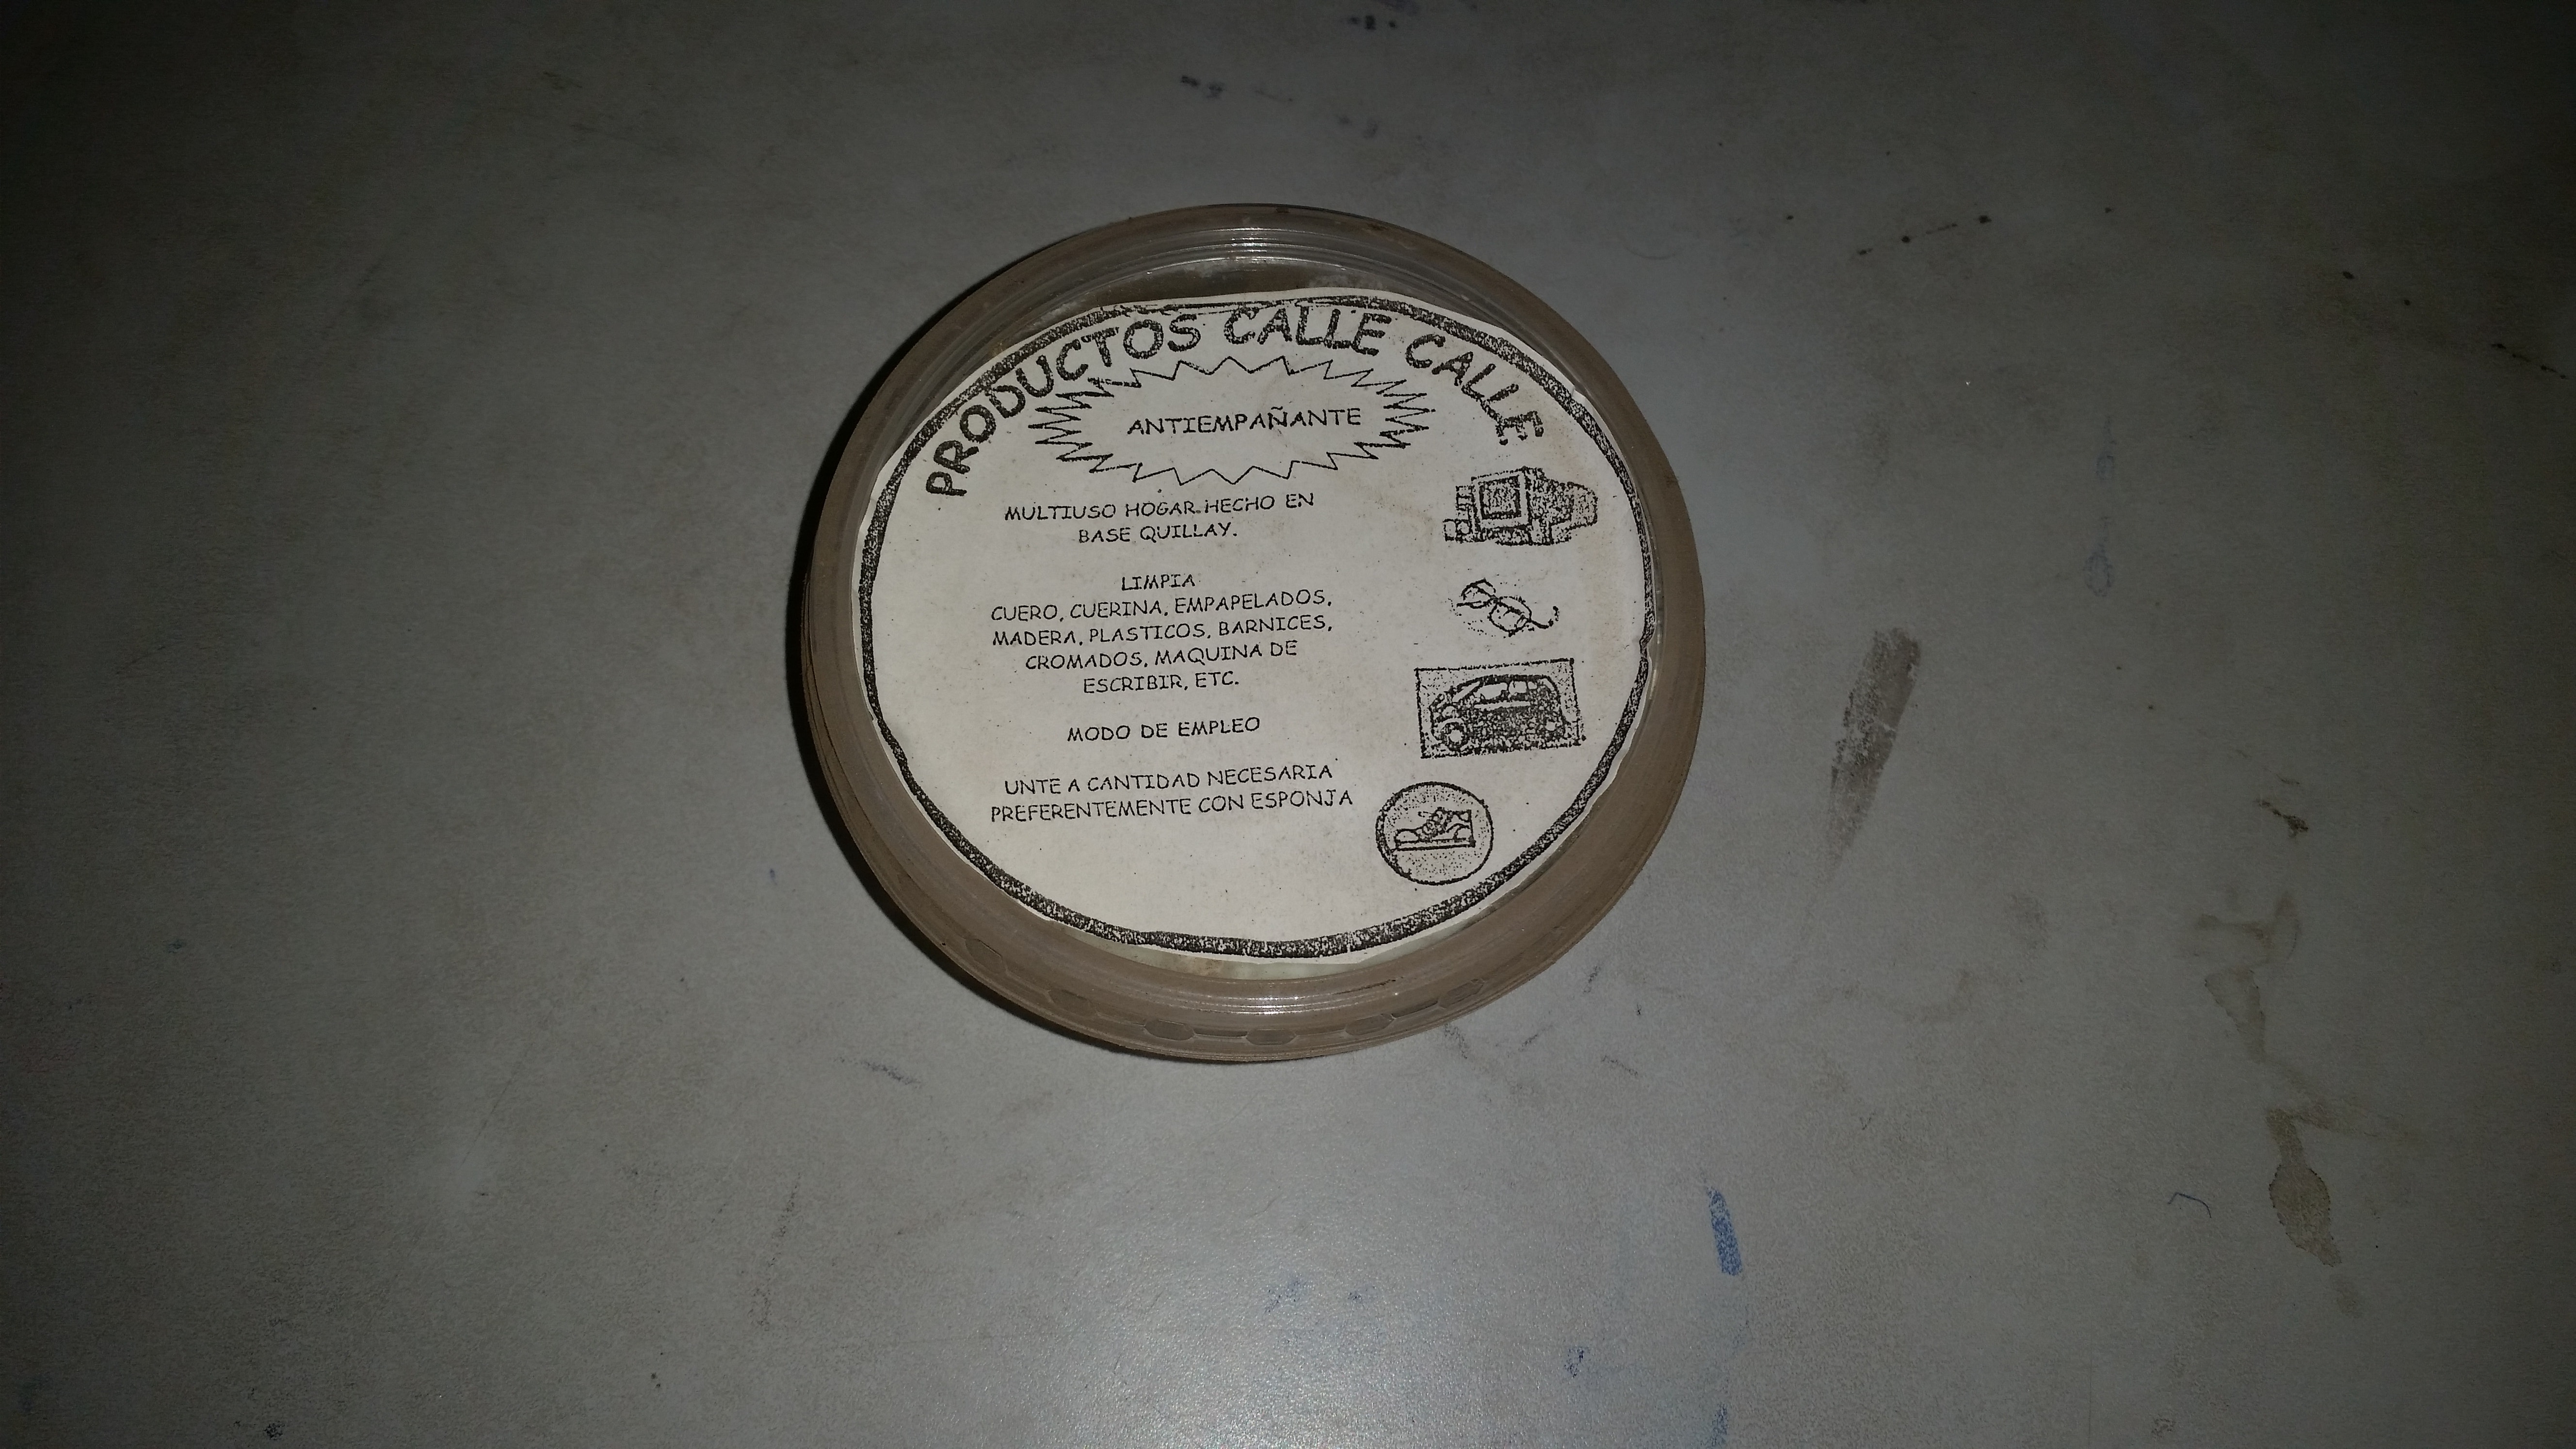 PRODUCTOS CALLE CALLE
ANTIEMPAÑANTE
MULTIUSO HOGAR HECHO EN
BASE QUILLAY.
LIMPIA
CUERO, CUERINA, EMPAPELADOS,
MADERA, PLASTICOS, BARNICES,
CROMADOS, MAQUINA DE
ESCRIBIR, ETC.
MODO DE EMPLEO
UNTE A CANTIDAD NECESARIA
PREFERENTEMENTE CON ESPONJA